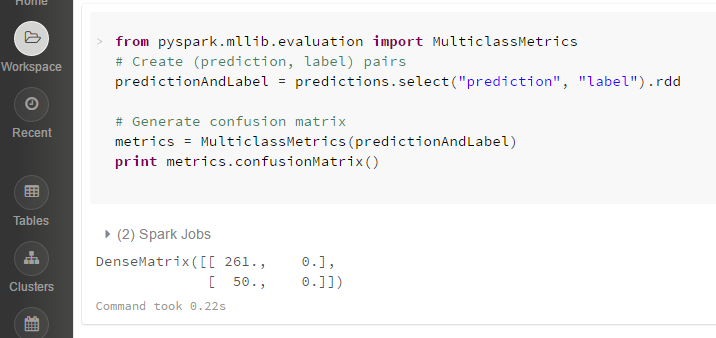 Home
Workspace
Recent
Tables
Clusters
> from pyspark.mllib.evaluation import MulticlassMetrics
# Create (prediction, label) pairs
predictionAndLabel = predictions.select("prediction", "label").rdd
# Generate confusion matrix
metrics = MulticlassMetrics(predictionAndLabel)
print metrics.confusionMatrix()
(2) Spark Jobs
DenseMatrix([[ 261.,    0.],
             [  50.,    0.]])
Command took 0.22s